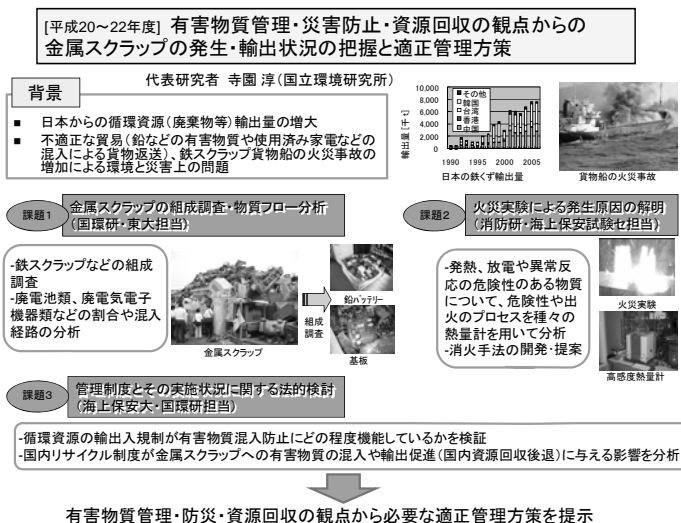 [平成20～22年度] 有害物質管理・災害防止・資源回収の観点からの
金属スクラップの発生・輸出状況の把握と適正管理方策
代表研究者 寺園 淳(国立環境研究所)
背景
■ 日本からの循環資源(廃棄物等)輸出量の増大
■ 不適正な貿易(鉛などの有害物質や使用済み家電などの
混入による貨物返送)、鉄スクラップ貨物船の火災事故の
増加による環境と災害上の問題
輸出量[千t]
10,000
8,000
6,000
4,000
2,000
0
その他
韓国
台湾
香港
中国
1990 1995 2000 2005
日本の鉄くず輸出量
貨物船の火災事故
課題1
金属スクラップの組成調査・物質フロー分析
(国環研・東大担当)
-鉄スクラップなどの組成
調査
-廃電池類、廃電気電子
機器類などの割合や混入
経路の分析
金属スクラップ
組成
調査
鉛バッテリー
基板
課題2
火災実験による発生原因の解明
(消防研・海上保安試験セ担当)
-発熱、放電や異常反
応の危険性のある物質
について、危険性や出
火のプロセスを種々の
熱量計を用いて分析
-消火手法の開発・提案
火災実験
高感度熱量計
課題3
管理制度とその実施状況に関する法的検討
(海上保安大・国環研担当)
-循環資源の輸出入規制が有害物質混入防止にどの程度機能しているかを検証
-国内リサイクル制度が金属スクラップへの有害物質の混入や輸出促進(国内資源回収後退)に与える影響を分析
有害物質管理・防災・資源回収の観点から必要な適正管理方策を提示